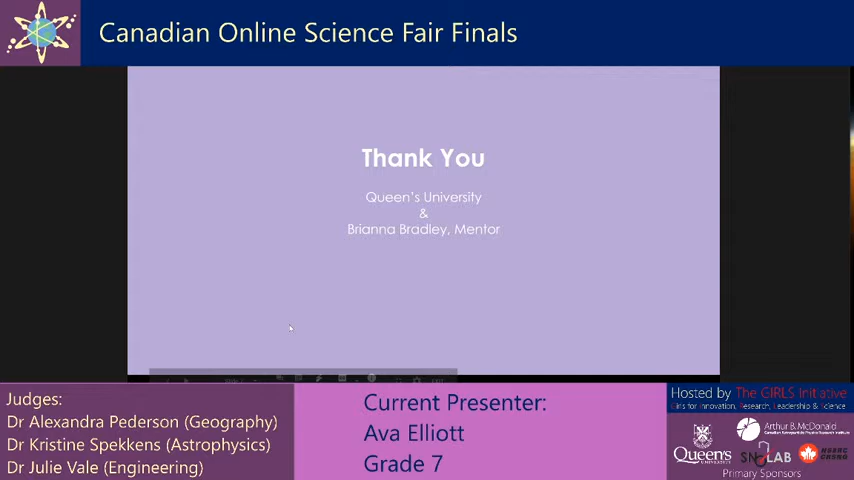 Canadian Online Science Fair Finals
Thank You
Queen's University
&
Brianna Bradley, Mentor
Judges:
Dr Alexandra Pederson (Geography)
Dr Kristine Spekkens (Astrophysics)
Dr Julie Vale (Engineering)
Current Presenter:
Ava Elliott
Grade 7
Hosted by The GIRLS Initiative
Girls for Innovation, Research, Leadership & Science
Arthur B. McDonald
Queen's
SNOLAB
Primary Sponsors